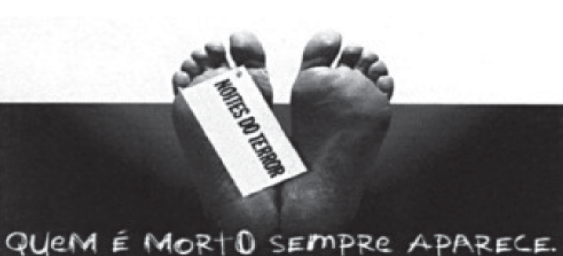 NOITES DO TERROR
QUEM É MORTO SEMPRE APARECE.